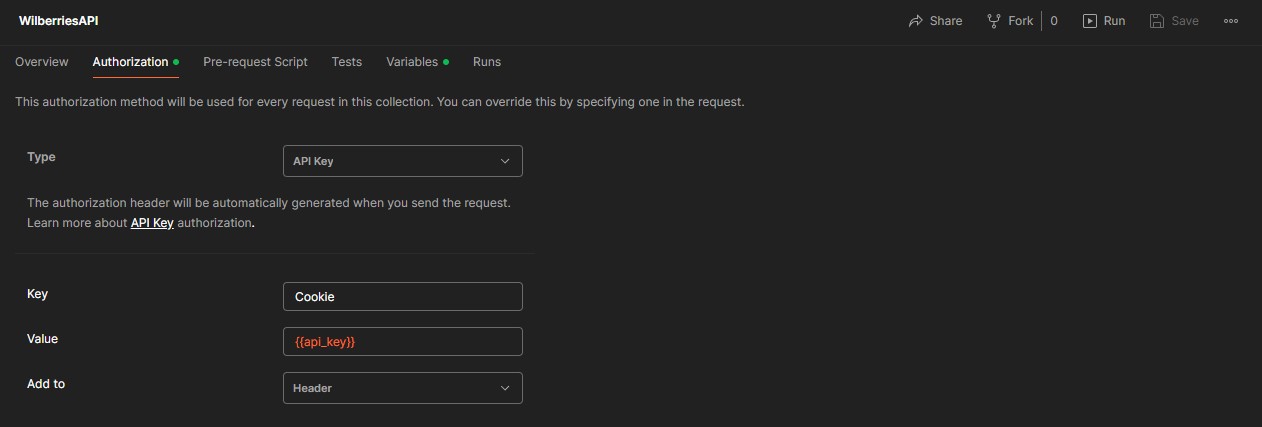 WilberriesAPI
Share Fork 0 Run Save
Overview Authorization Pre-request Script Tests Variables Runs
This authorization method will be used for every request in this collection. You can override this by specifying one in the request.
Type
API Key
The authorization header will be automatically generated when you send the request.
Learn more about API Key authorization.
Key
Cookie
Value
{{api_key}}
Add to
Header